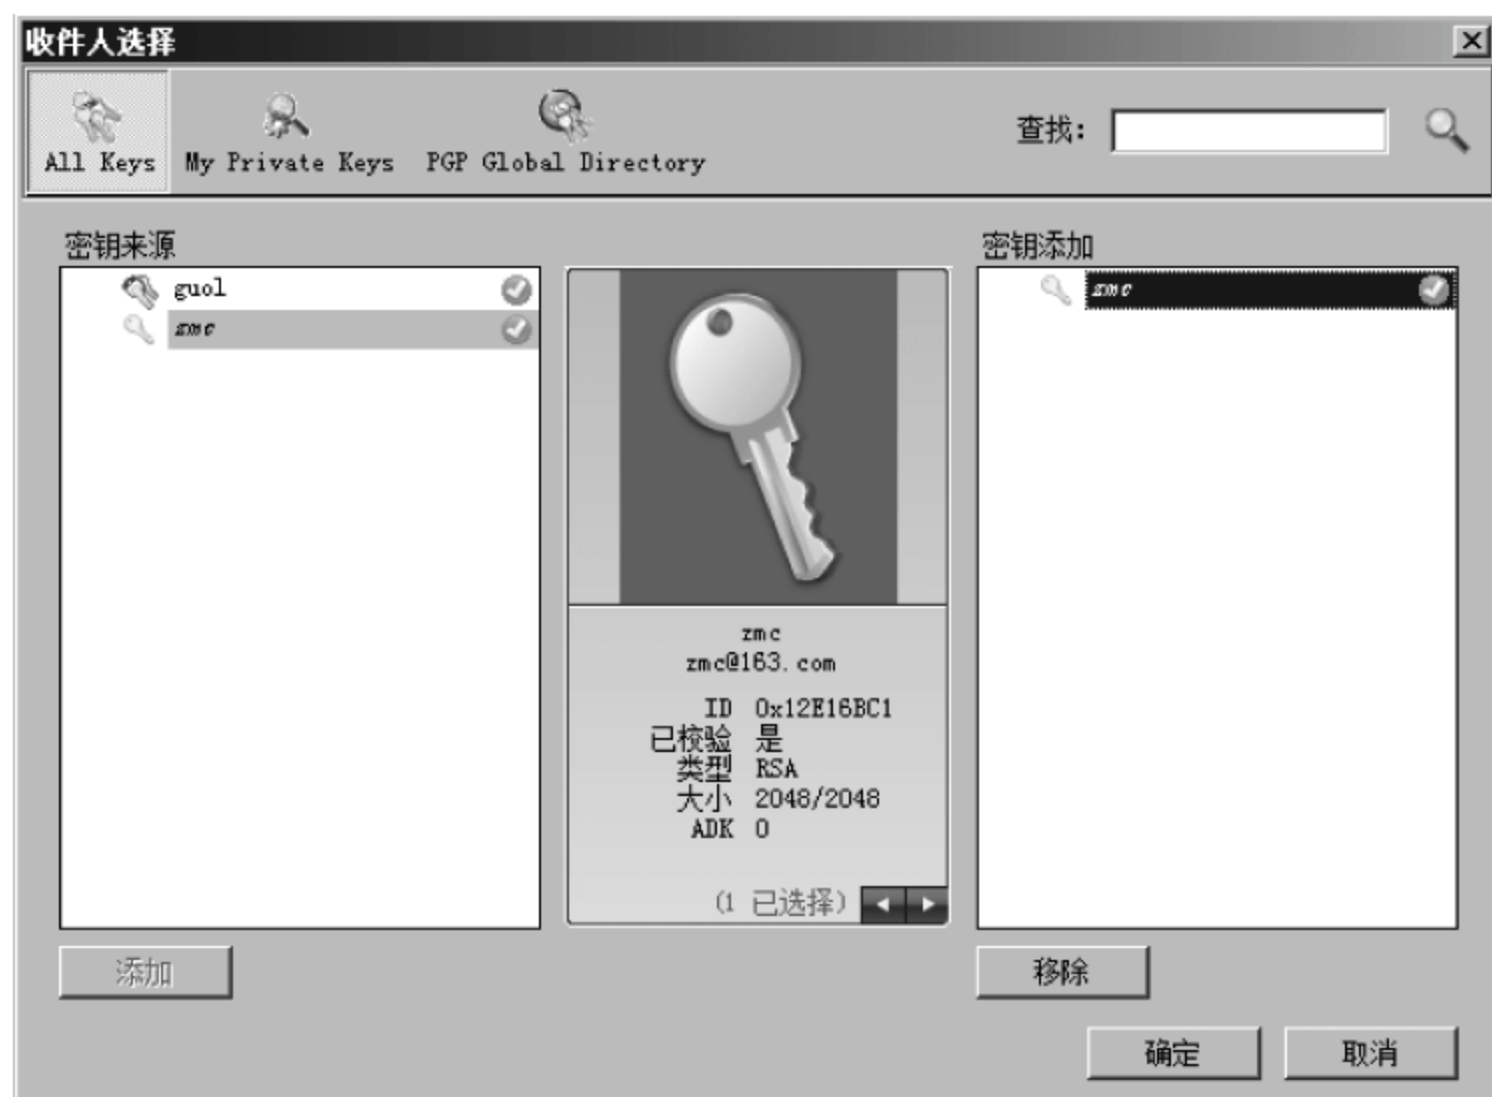 收件人选择
All Keys
My Private Keys
PGP Global Directory
查找:
密钥来源
guol
zmc
zmc
zmc@163.com
ID 0x12E16BC1
已校验 是
类型 RSA
大小 2048/2048
ADK 0
(1 已选择)
密钥添加
zmc
添加
移除
确定
取消